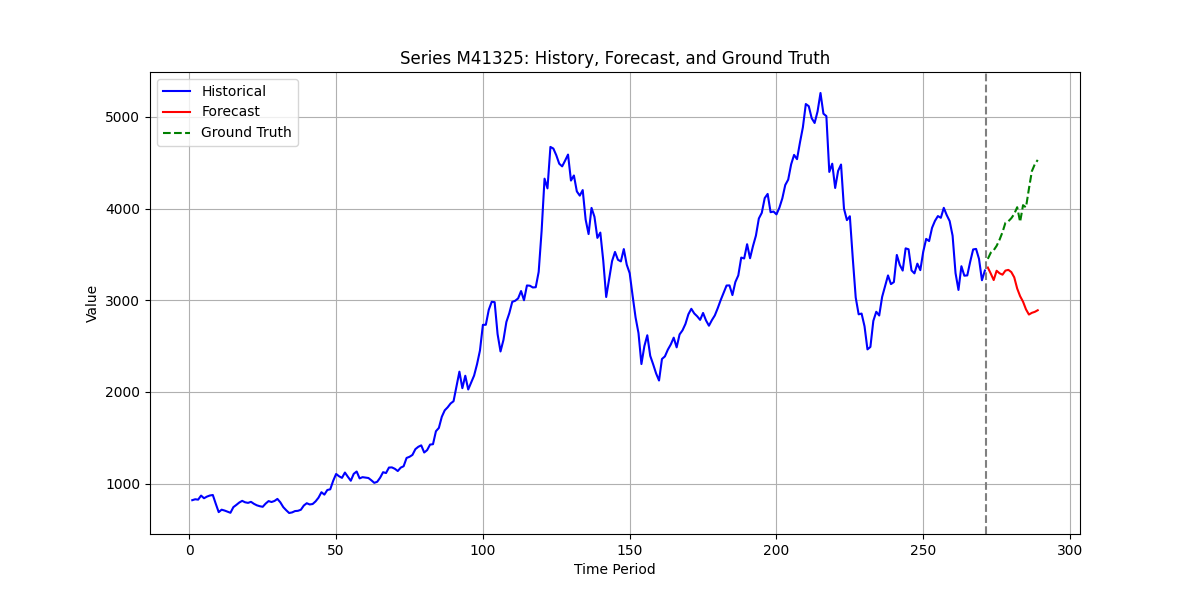 Series M41325: History, Forecast, and Ground Truth
Historical
Forecast
Ground Truth
Value
5000
4000
3000
2000
1000
0 50 100 150 200 250 300
Time Period